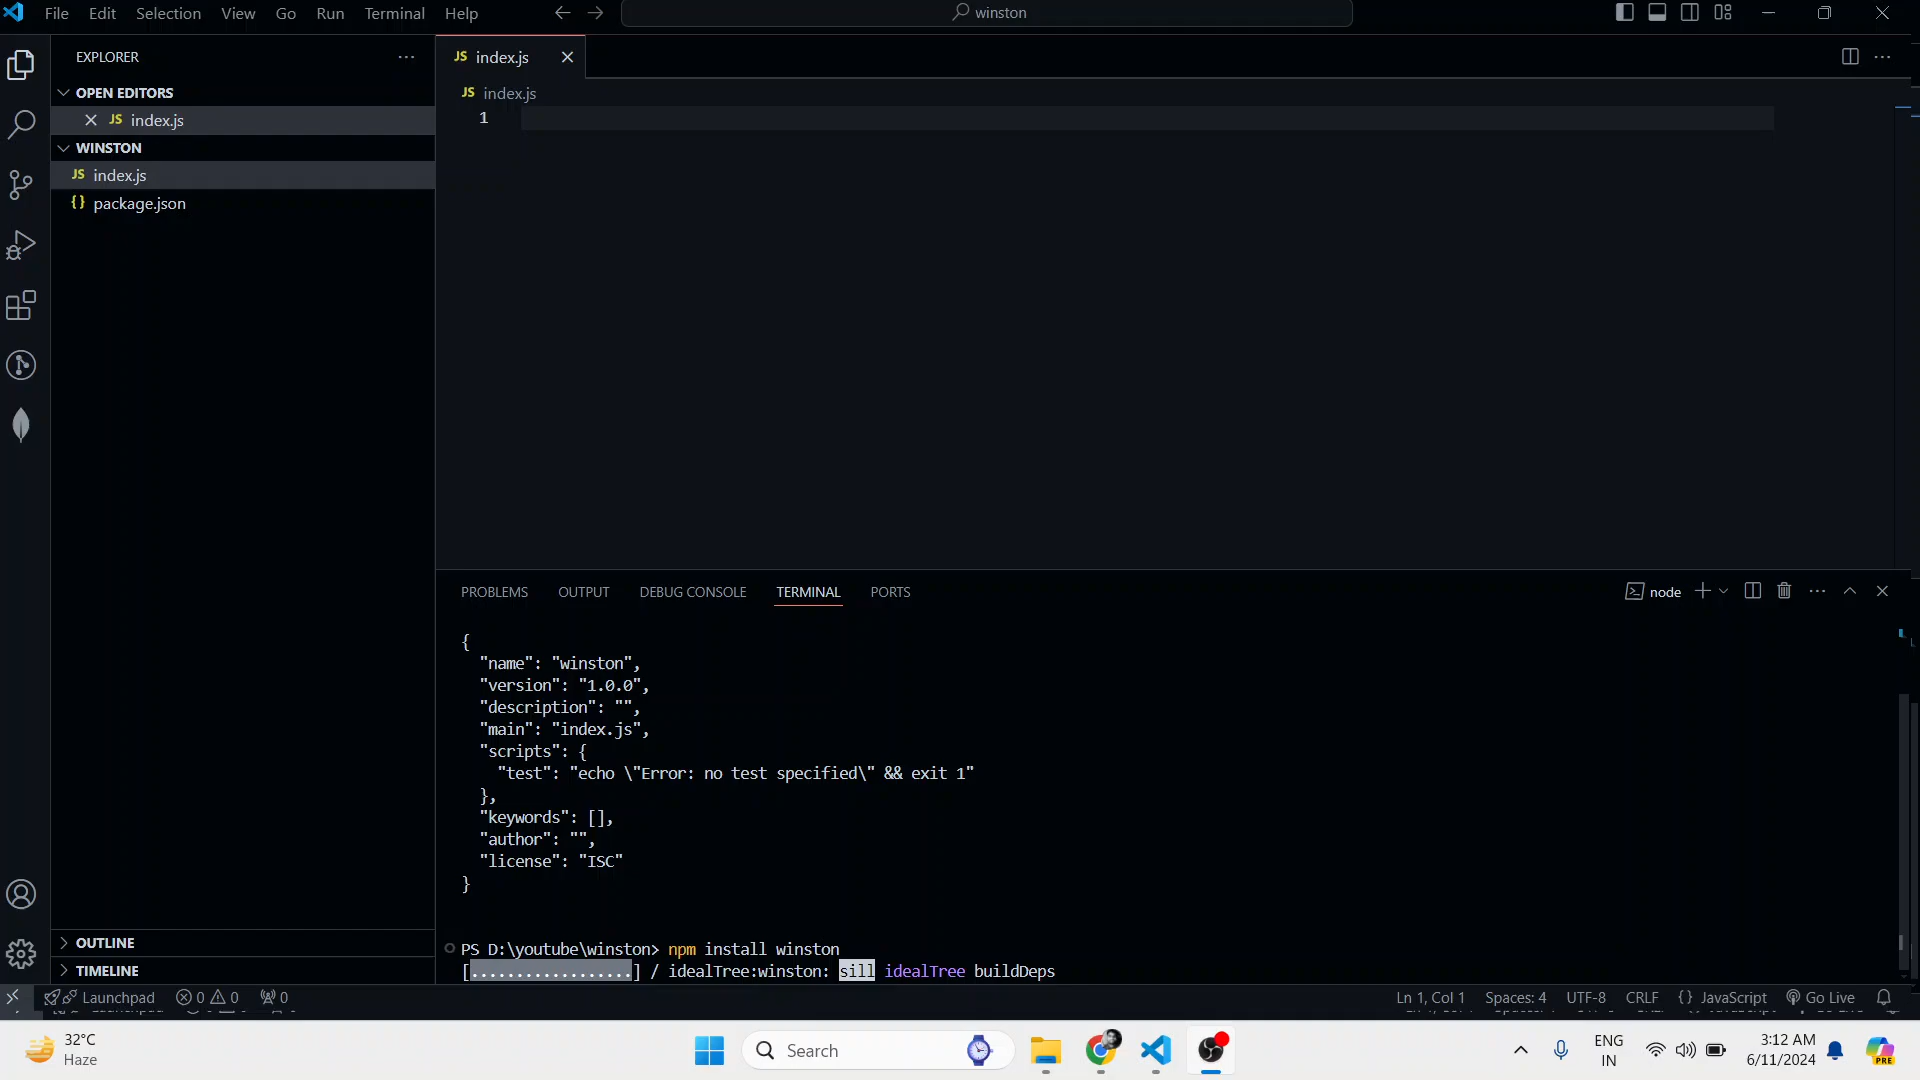 File Edit Selection View Go Run Terminal Help
winston
EXPLORER
OPEN EDITORS
JS index.js
WINSTON
JS index.js
{} package.json
OUTLINE
TIMELINE
JS index.js
JS index.js
1
PROBLEMS OUTPUT DEBUG CONSOLE TERMINAL PORTS
node
{
"name": "winston",
"version": "1.0.0",
"description": "",
"main": "index.js",
"scripts": {
"test": "echo \"Error: no test specified\" && exit 1"
},
"keywords": [],
"author": "",
"license": "ISC"
}
PS D:\youtube\winston> npm install winston
[..................] / idealTree:winston: sill idealTree buildDeps
Launchpad 0 0 0
Ln 1, Col 1 Spaces: 4 UTF-8 CRLF {} JavaScript Go Live
32°C
Haze
Search
ENG
IN
3:12 AM
6/11/2024
PRE